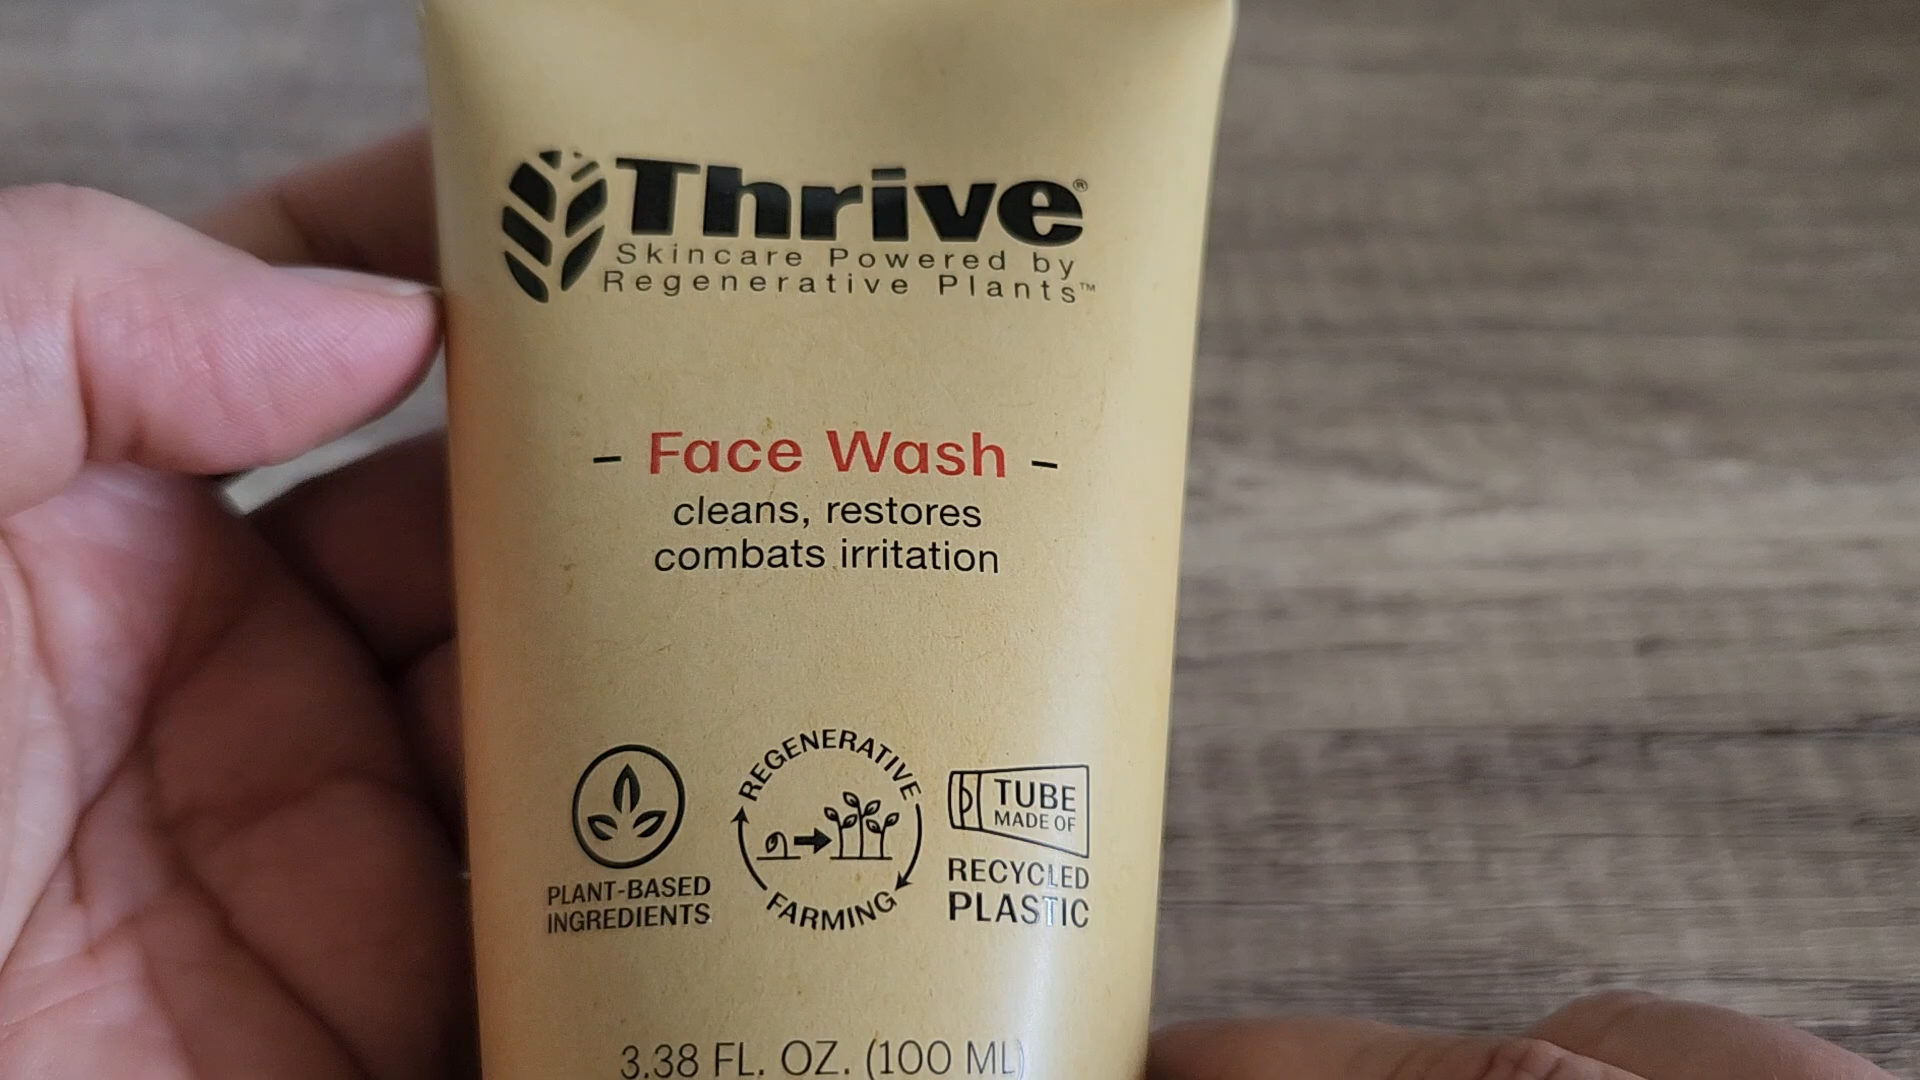 Thrive®
Skincare Powered by
Regenerative Plants™
- Face Wash -
cleans, restores
combats irritation
PLANT-BASED
INGREDIENTS
REGENERATIVE
FARMING
TUBE
MADE OF
RECYCLED
PLASTIC
3.38 FL. OZ. (100 ML)